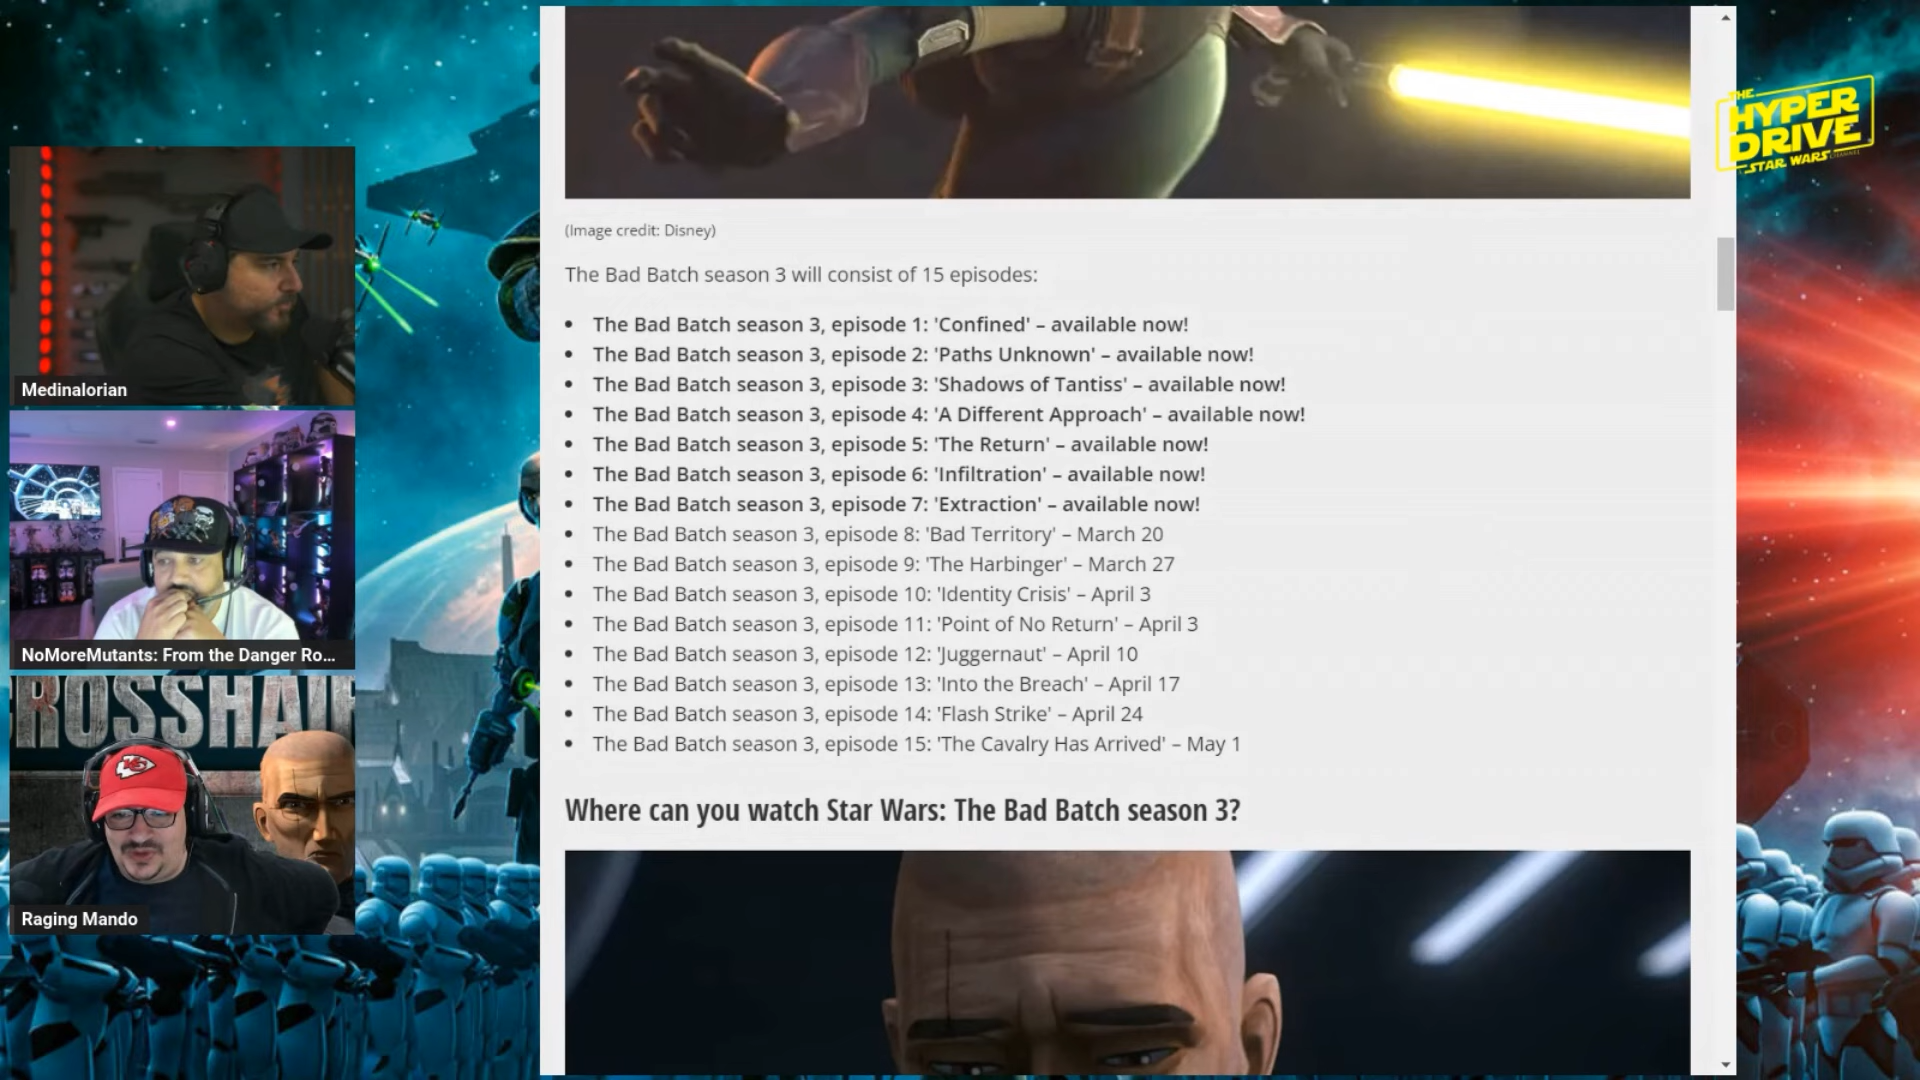 THE
HYPER
DRIVE
STAR WARS
(Image credit: Disney)
The Bad Batch season 3 will consist of 15 episodes:
• The Bad Batch season 3, episode 1: 'Confined' – available now!
• The Bad Batch season 3, episode 2: 'Paths Unknown' – available now!
• The Bad Batch season 3, episode 3: 'Shadows of Tantiss' – available now!
• The Bad Batch season 3, episode 4: 'A Different Approach' – available now!
• The Bad Batch season 3, episode 5: 'The Return' – available now!
• The Bad Batch season 3, episode 6: 'Infiltration' – available now!
• The Bad Batch season 3, episode 7: 'Extraction' – available now!
• The Bad Batch season 3, episode 8: 'Bad Territory' – March 20
• The Bad Batch season 3, episode 9: 'The Harbinger' – March 27
• The Bad Batch season 3, episode 10: 'Identity Crisis' – April 3
• The Bad Batch season 3, episode 11: 'Point of No Return' – April 3
• The Bad Batch season 3, episode 12: 'Juggernaut' – April 10
• The Bad Batch season 3, episode 13: 'Into the Breach' – April 17
• The Bad Batch season 3, episode 14: 'Flash Strike' – April 24
• The Bad Batch season 3, episode 15: 'The Cavalry Has Arrived' – May 1
Where can you watch Star Wars: The Bad Batch season 3?
Medinalorian
NoMoreMutants: From the Danger Ro...
ROSSHAIR
KC
Raging Mando